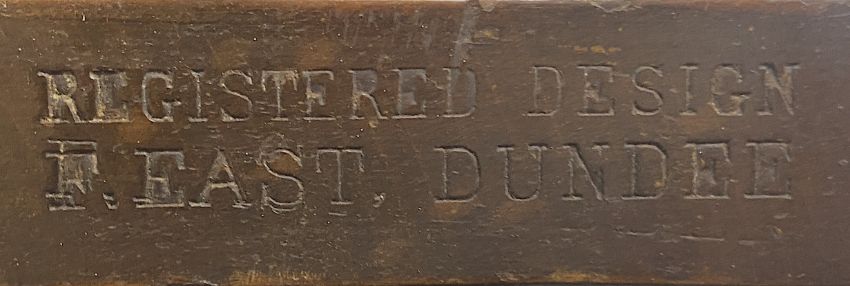 REGISTERED DESIGN
F. EAST, DUNDEE